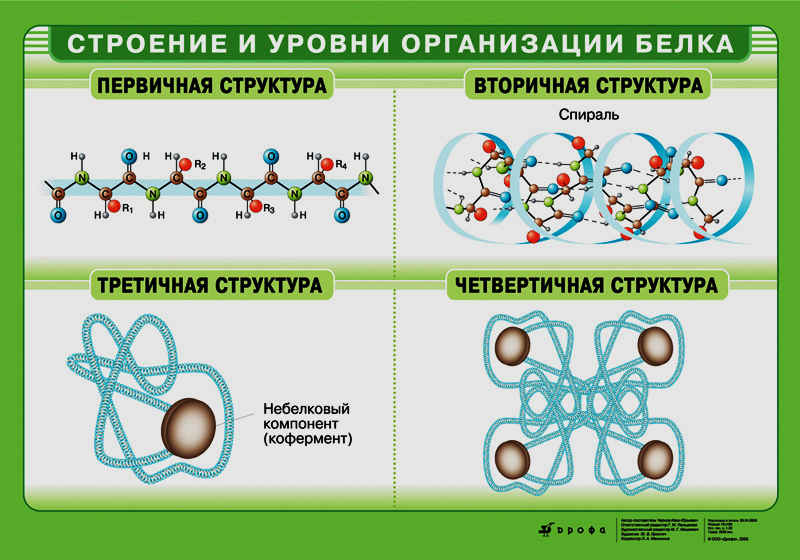 СТРОЕНИЕ И УРОВНИ ОРГАНИЗАЦИИ БЕЛКА
ПЕРВИЧНАЯ СТРУКТУРА
ВТОРИЧНАЯ СТРУКТУРА
Спираль
H O H H H O H H
R2 R4
N C C N C C N
C C N C C N C C
O H R1 H O H R3 H O
ТРЕТИЧНАЯ СТРУКТУРА
ЧЕТВЕРТИЧНАЯ СТРУКТУРА
Небелковый
компонент
(кофермент)
дрофа